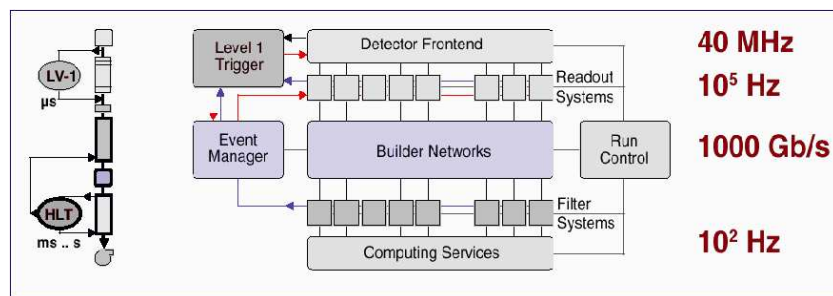 LV-1
µs
HLT
ms .. s
Level 1
Trigger
Detector Frontend
Readout
Systems
Event
Manager
Builder Networks
Run
Control
Filter
Systems
Computing Services
40 MHz
10⁵ Hz
1000 Gb/s
10² Hz